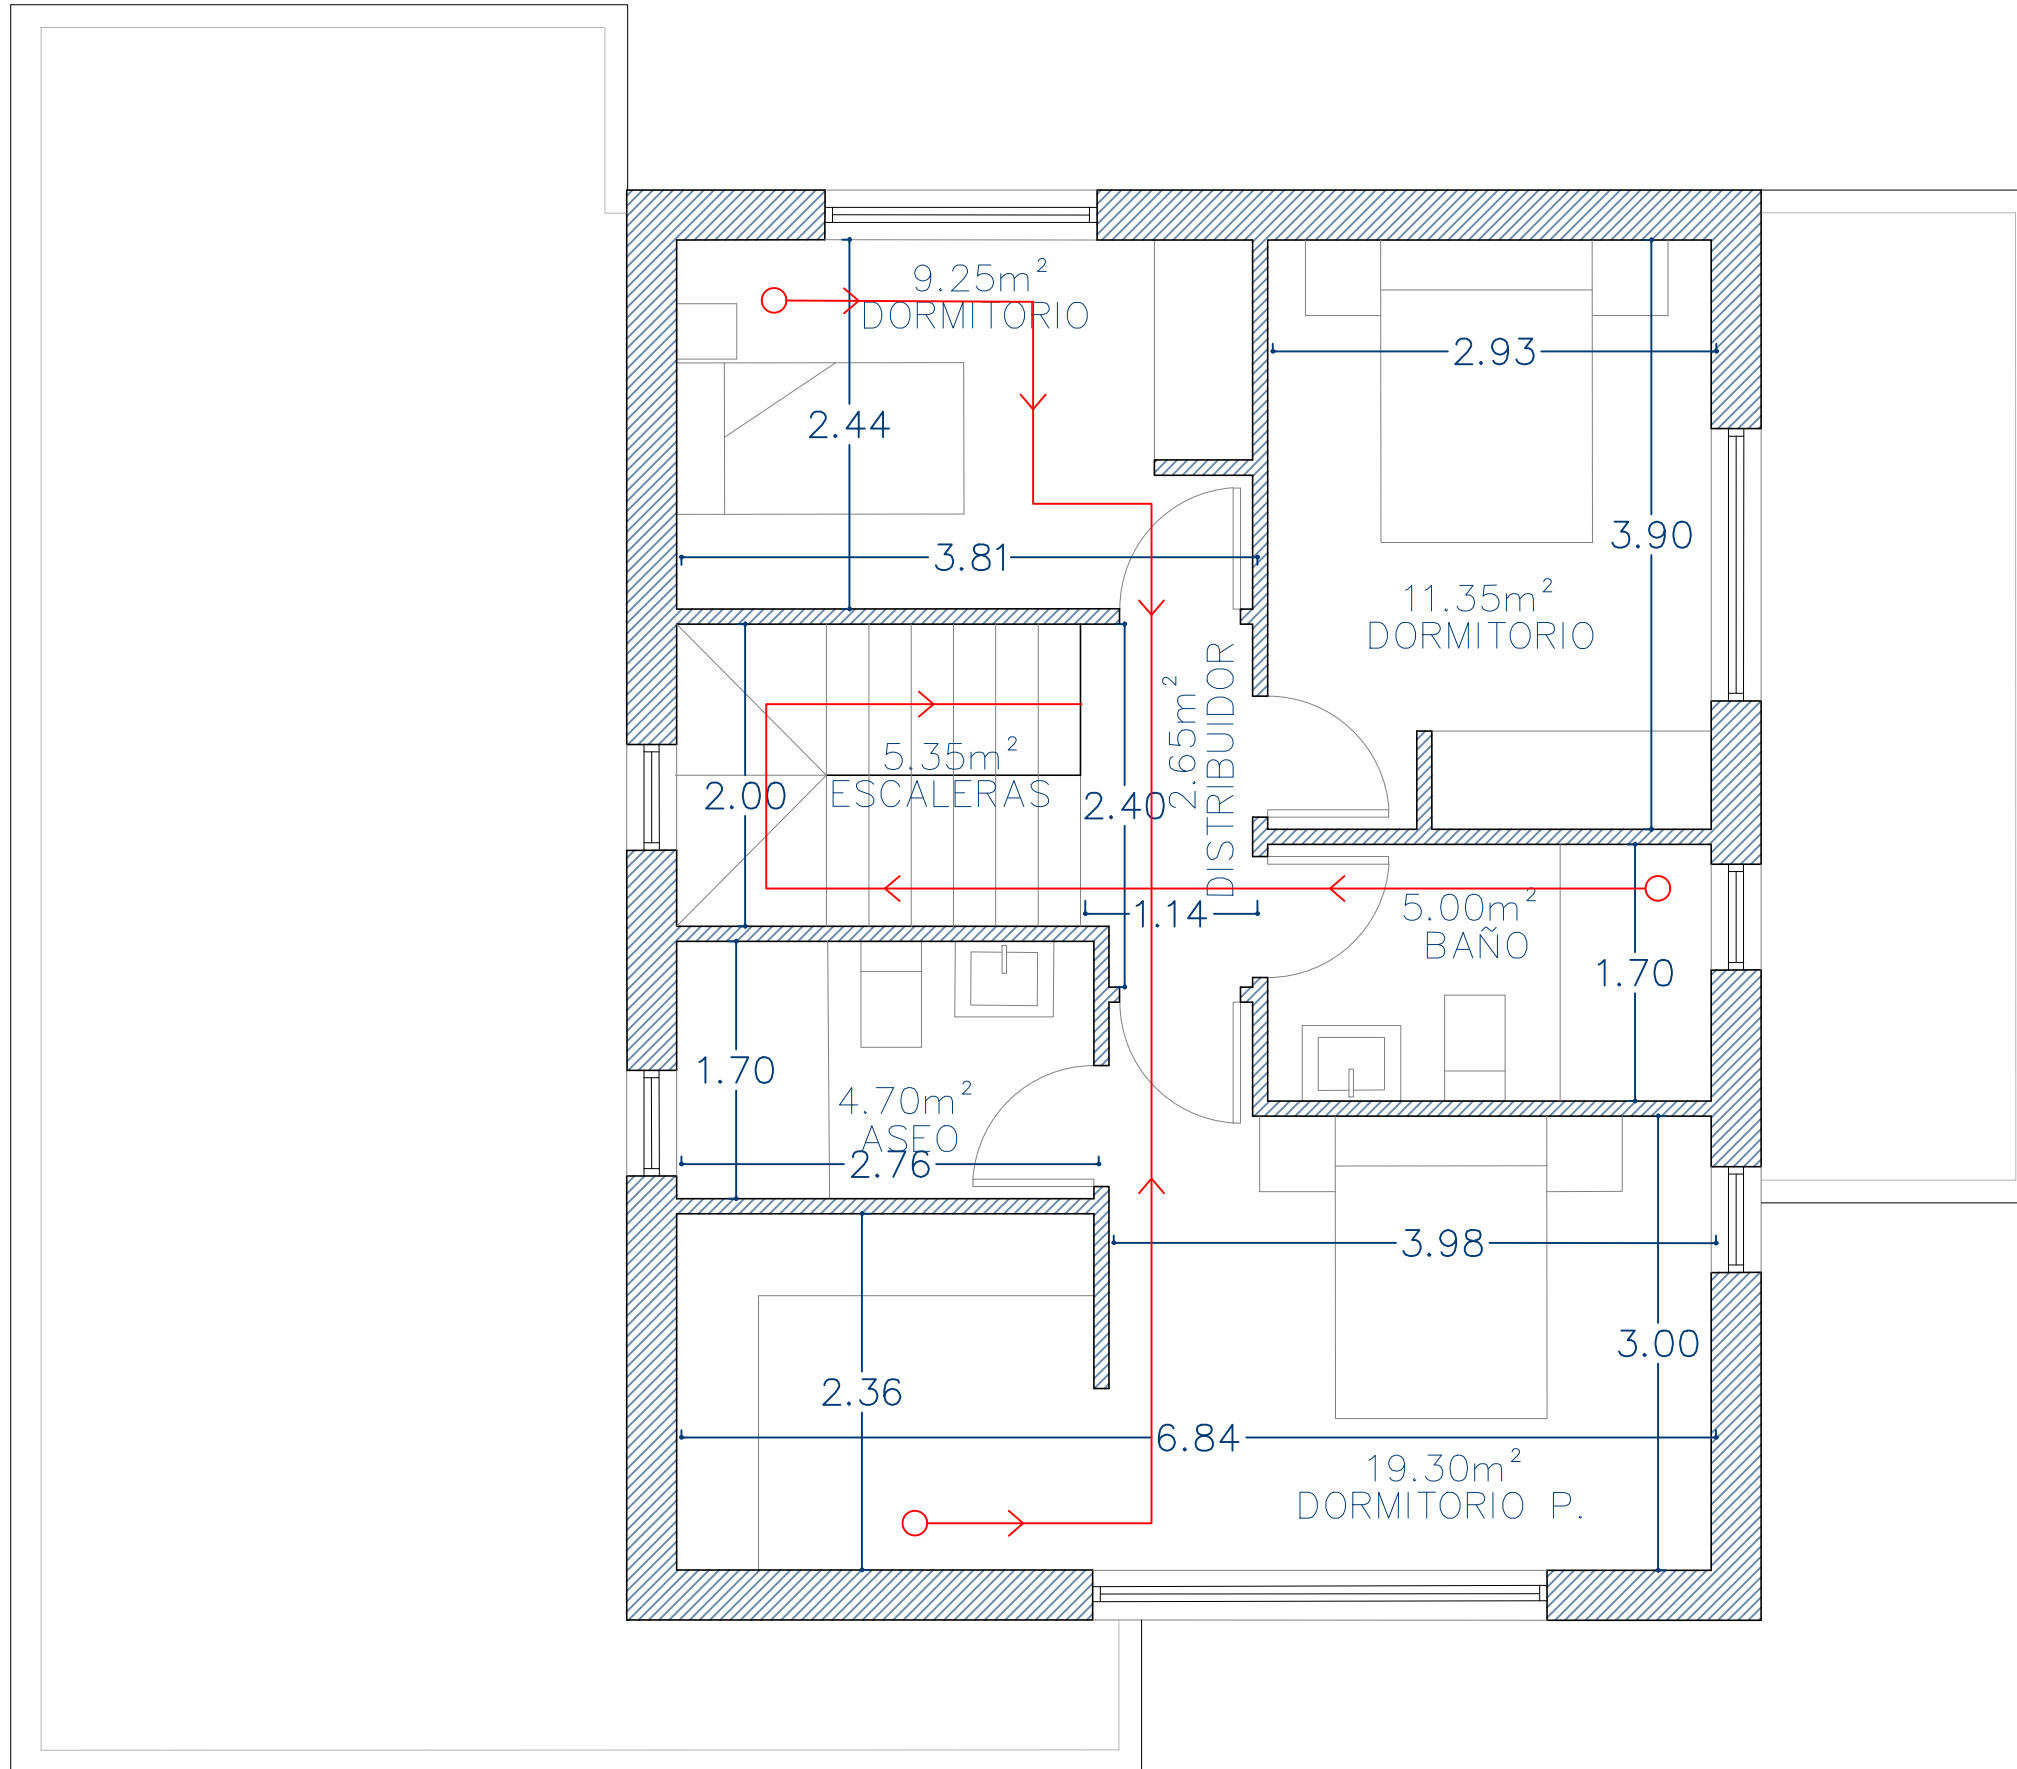 9.25m²
DORMITORIO
2.93
2.44
3.90
3.81
11.35m²
DORMITORIO
2.65m²
DISTRIBUIDOR
5.35m²
ESCALERAS
2.00
2.40
1.14
5.00m²
BAÑO
1.70
1.70
4.70m²
ASEO
2.76
3.98
3.00
2.36
6.84
19.30m²
DORMITORIO P.